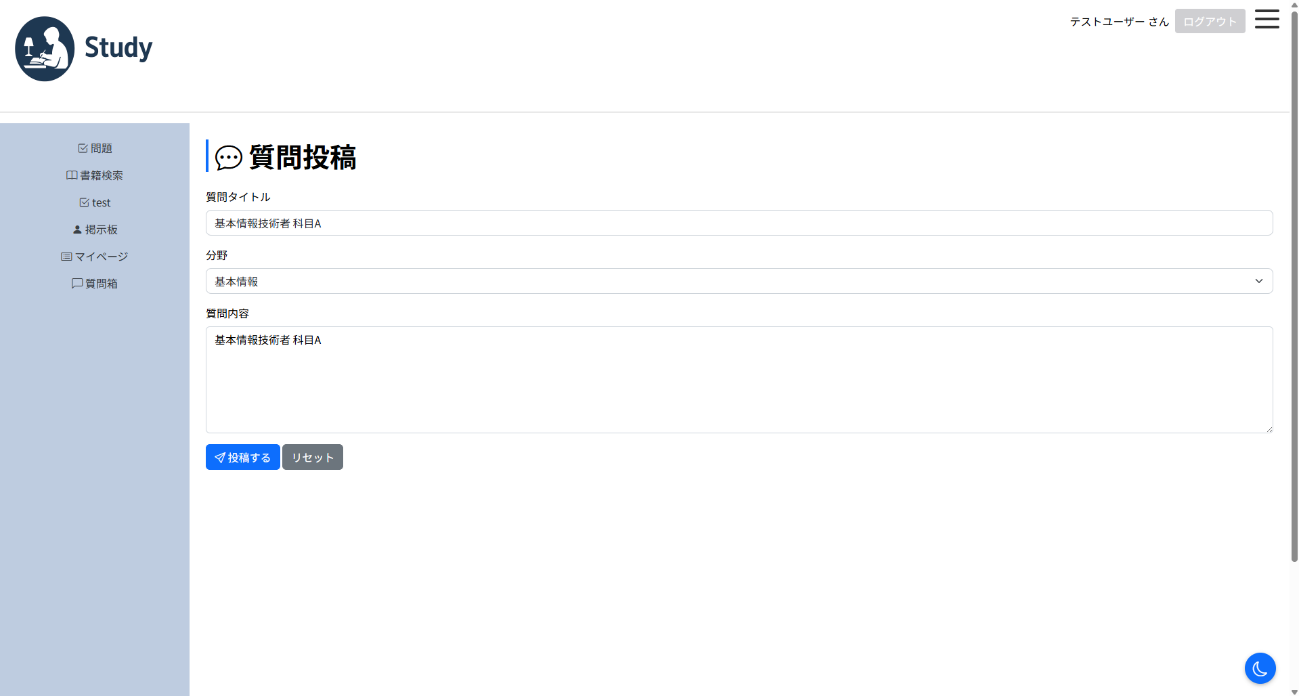 Study
テストユーザー さん
ログアウト
問題
書籍検索
test
掲示板
マイページ
質問箱
質問投稿
質問タイトル
基本情報技術者 科目A
分野
基本情報
質問内容
基本情報技術者 科目A
投稿する
リセット